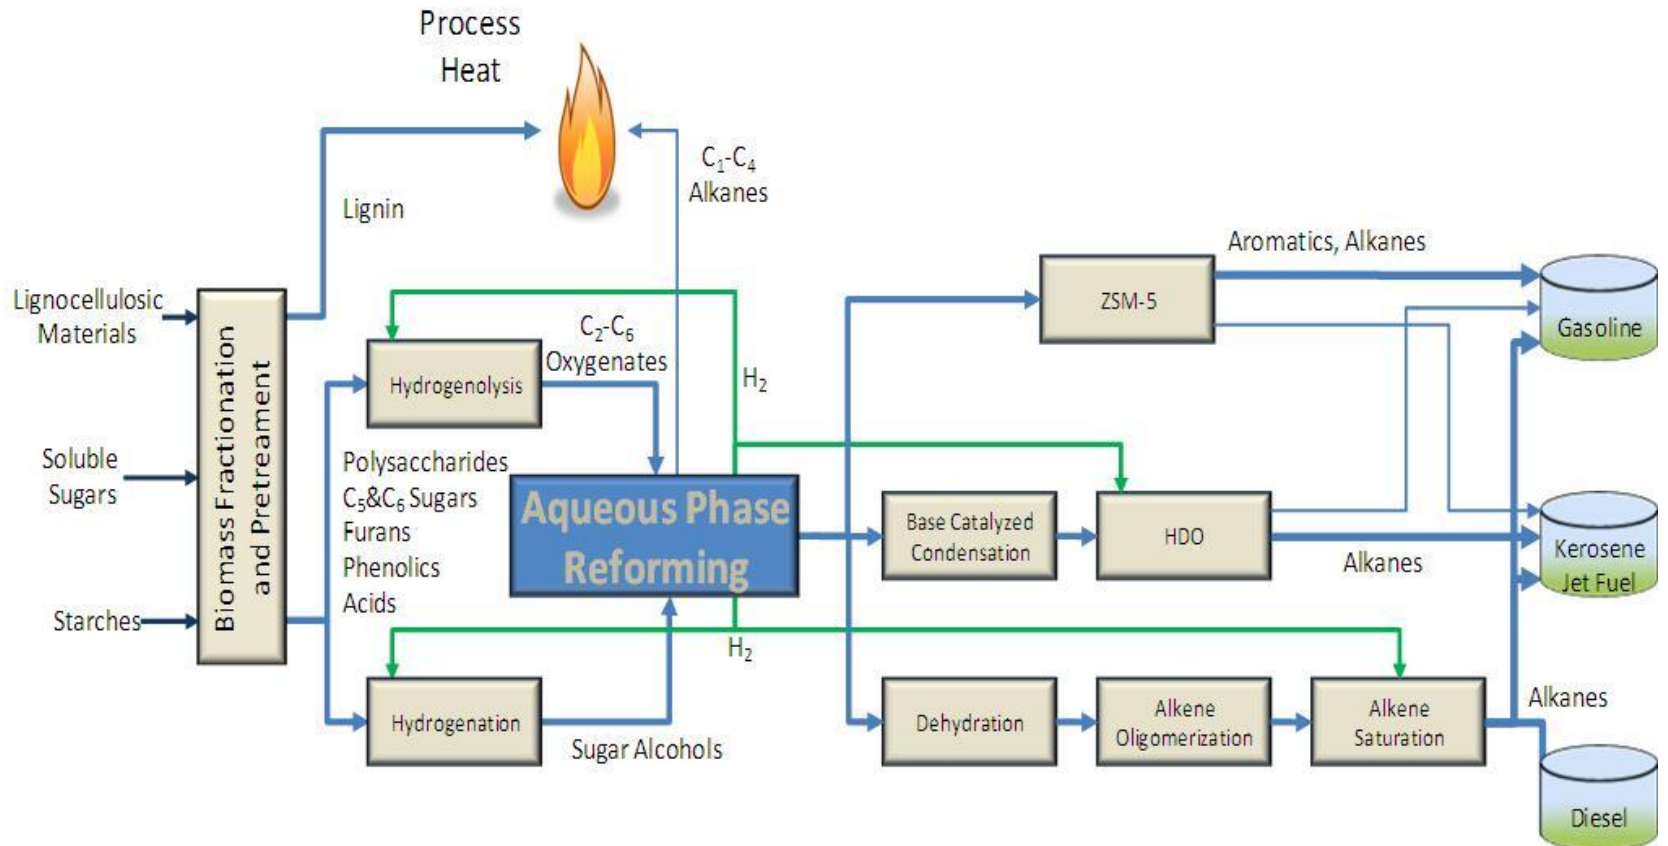 Process
Heat
C₁-C₄
Alkanes
Lignin
Lignocellulosic
Materials
Soluble
Sugars
Starches
Biomass Fractionation
and Pretreament
Hydrogenolysis
C₂-C₆
Oxygenates
H₂
Polysaccharides
C₅&C₆ Sugars
Furans
Phenolics
Acids
Aqueous Phase
Reforming
H₂
Hydrogenation
Sugar Alcohols
ZSM-5
Aromatics, Alkanes
Gasoline
Base Catalyzed
Condensation
HDO
Alkanes
Kerosene
Jet Fuel
Dehydration
Alkene
Oligomerization
Alkene
Saturation
Alkanes
Diesel